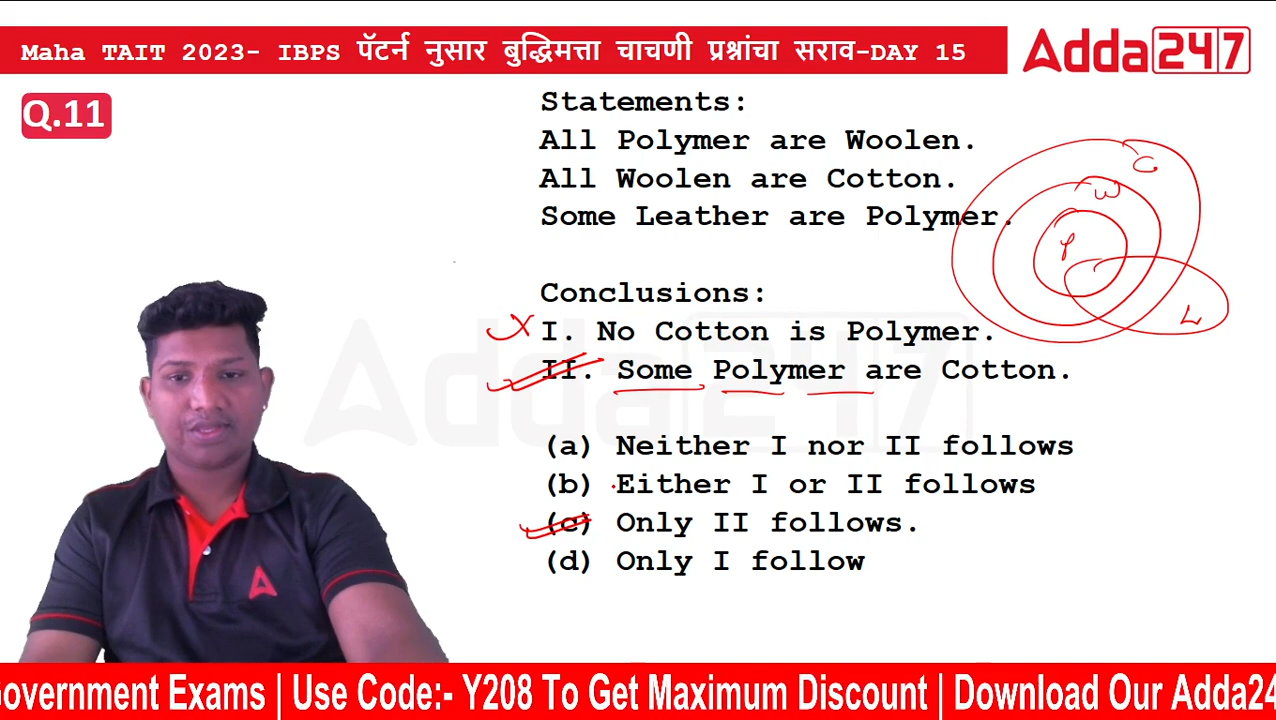 Maha TAIT 2023- IBPS पॅटर्न नुसार बुद्धिमत्ता चाचणी प्रश्नांचा सराव-DAY 15
Adda247
Q.11
Statements:
All Polymer are Woolen.
All Woolen are Cotton.
Some Leather are Polymer.
C
W
P
L
Conclusions:
I. No Cotton is Polymer.
II. Some Polymer are Cotton.
Adda247
(a) Neither I nor II follows
(b) Either I or II follows
(c) Only II follows.
(d) Only I follow
Government Exams | Use Code:- Y208 To Get Maximum Discount | Download Our Adda24